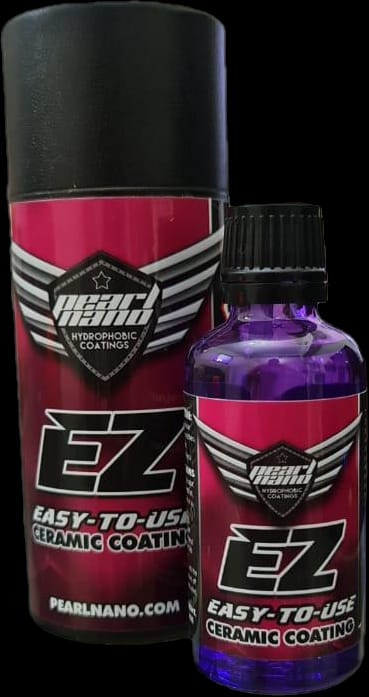 pearl
nano
HYDROPHOBIC
COATINGS
EZ
EASY-TO-USE
CERAMIC COATING
PEARLNANO.COM
pearl
nano
HYDROPHOBIC
COATINGS
EZ
EASY-TO-USE
CERAMIC COATING